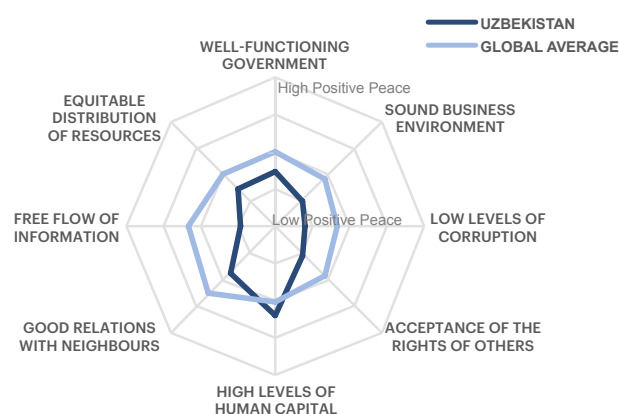 UZBEKISTAN
GLOBAL AVERAGE
WELL-FUNCTIONING
GOVERNMENT
High Positive Peace
EQUITABLE
DISTRIBUTION
OF RESOURCES
SOUND BUSINESS
ENVIRONMENT
FREE FLOW OF
INFORMATION
Low Positive Peace
LOW LEVELS OF
CORRUPTION
GOOD RELATIONS
WITH NEIGHBOURS
ACCEPTANCE OF THE
RIGHTS OF OTHERS
HIGH LEVELS OF
HUMAN CAPITAL